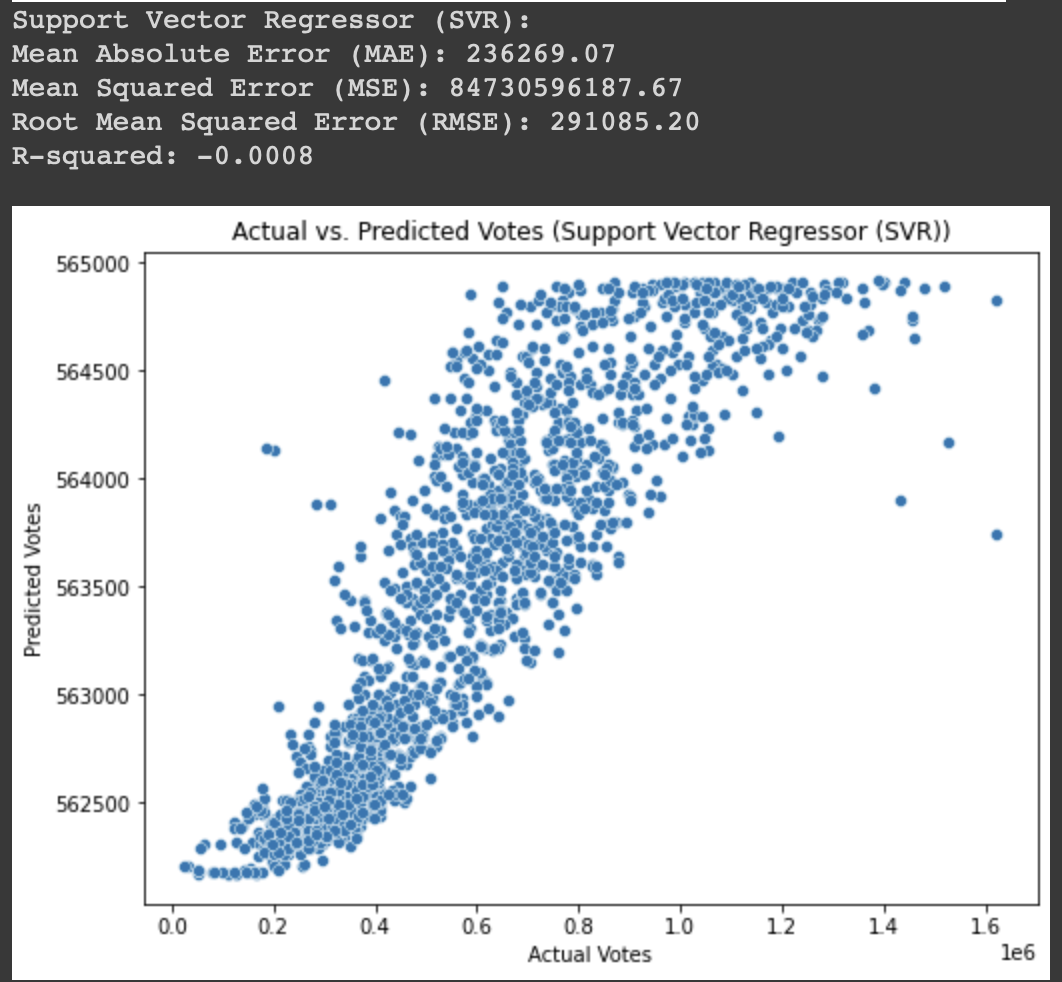 Support Vector Regressor (SVR):
Mean Absolute Error (MAE): 236269.07
Mean Squared Error (MSE): 84730596187.67
Root Mean Squared Error (RMSE): 291085.20
R-squared: -0.0008
Actual vs. Predicted Votes (Support Vector Regressor (SVR))
565000
564500
564000
563500
563000
562500
Predicted Votes
0.0 0.2 0.4 0.6 0.8 1.0 1.2 1.4 1.6
1e6
Actual Votes